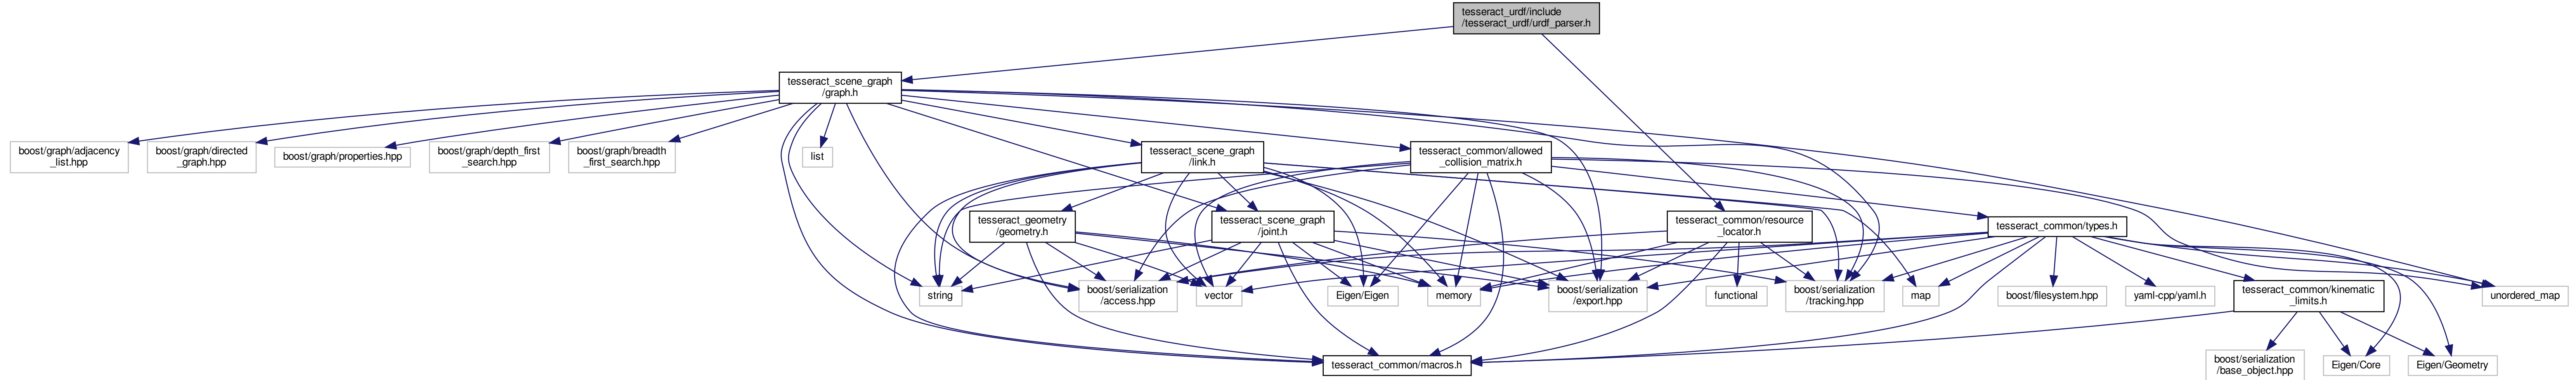 tesseract_urdf/include
/tesseract_urdf/urdf_parser.h
tesseract_scene_graph
/graph.h
boost/graph/adjacency
_list.hpp
boost/graph/directed
_graph.hpp
boost/graph/properties.hpp
boost/graph/depth_first
_search.hpp
boost/graph/breadth
_first_search.hpp
list
tesseract_scene_graph
/link.h
tesseract_common/allowed
_collision_matrix.h
tesseract_geometry
/geometry.h
tesseract_scene_graph
/joint.h
tesseract_common/resource
_locator.h
tesseract_common/types.h
string
boost/serialization
/access.hpp
vector
Eigen/Eigen
memory
boost/serialization
/export.hpp
functional
boost/serialization
/tracking.hpp
map
boost/filesystem.hpp
yaml-cpp/yaml.h
tesseract_common/kinematic
_limits.h
unordered_map
tesseract_common/macros.h
boost/serialization
/base_object.hpp
Eigen/Core
Eigen/Geometry